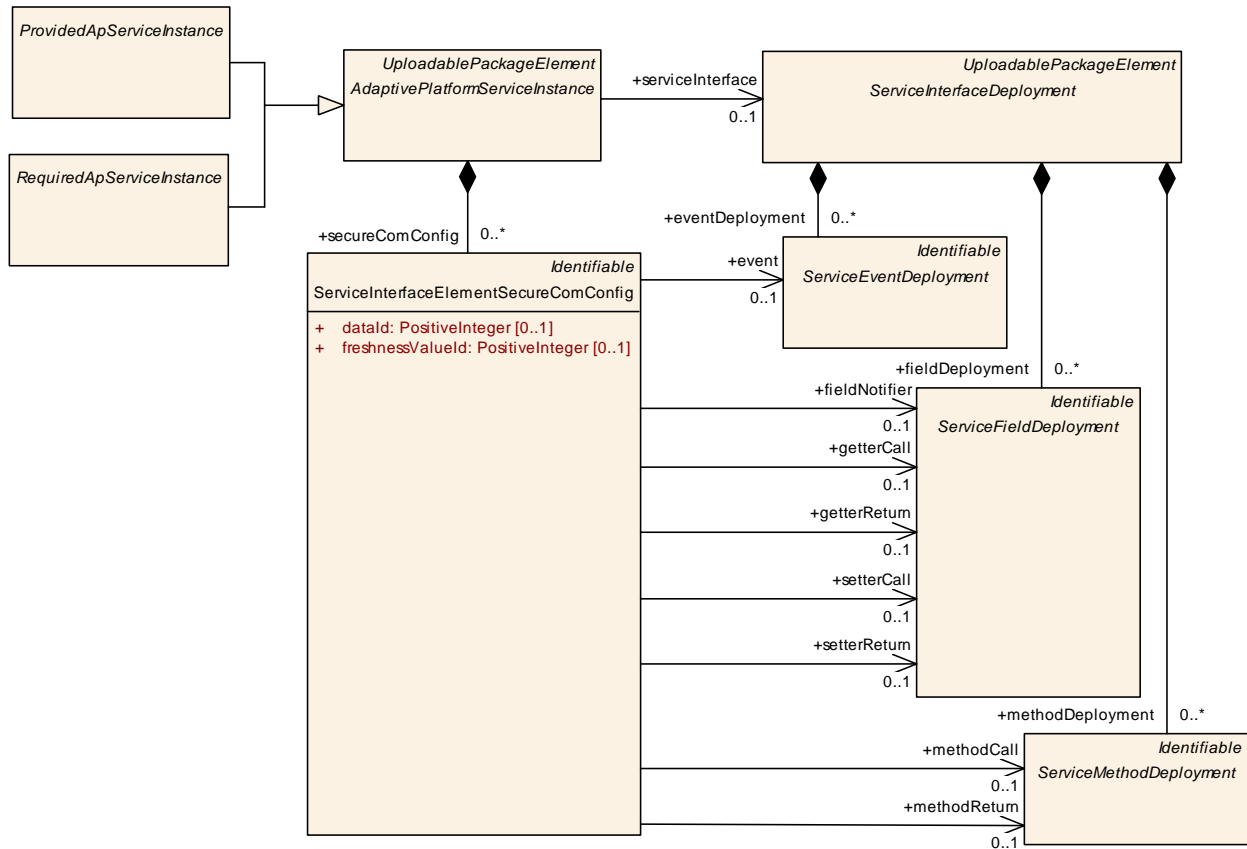 ProvidedApServiceInstance
UploadablePackageElement
AdaptivePlatformServiceInstance
UploadablePackageElement
ServiceInterfaceDeployment
+serviceInterface
0..1
RequiredApServiceInstance
+secureComConfig
0..*
+eventDeployment
0..*
Identifiable
ServiceInterfaceElementSecureComConfig
+ dataId: PositiveInteger [0..1]
+ freshnessValueId: PositiveInteger [0..1]
+event
0..1
Identifiable
ServiceEventDeployment
+fieldDeployment
0..*
+fieldNotifier
0..1
Identifiable
ServiceFieldDeployment
+getterCall
0..1
+getterReturn
0..1
+setterCall
0..1
+setterReturn
0..1
+methodDeployment
0..*
+methodCall
0..1
Identifiable
ServiceMethodDeployment
+methodReturn
0..1